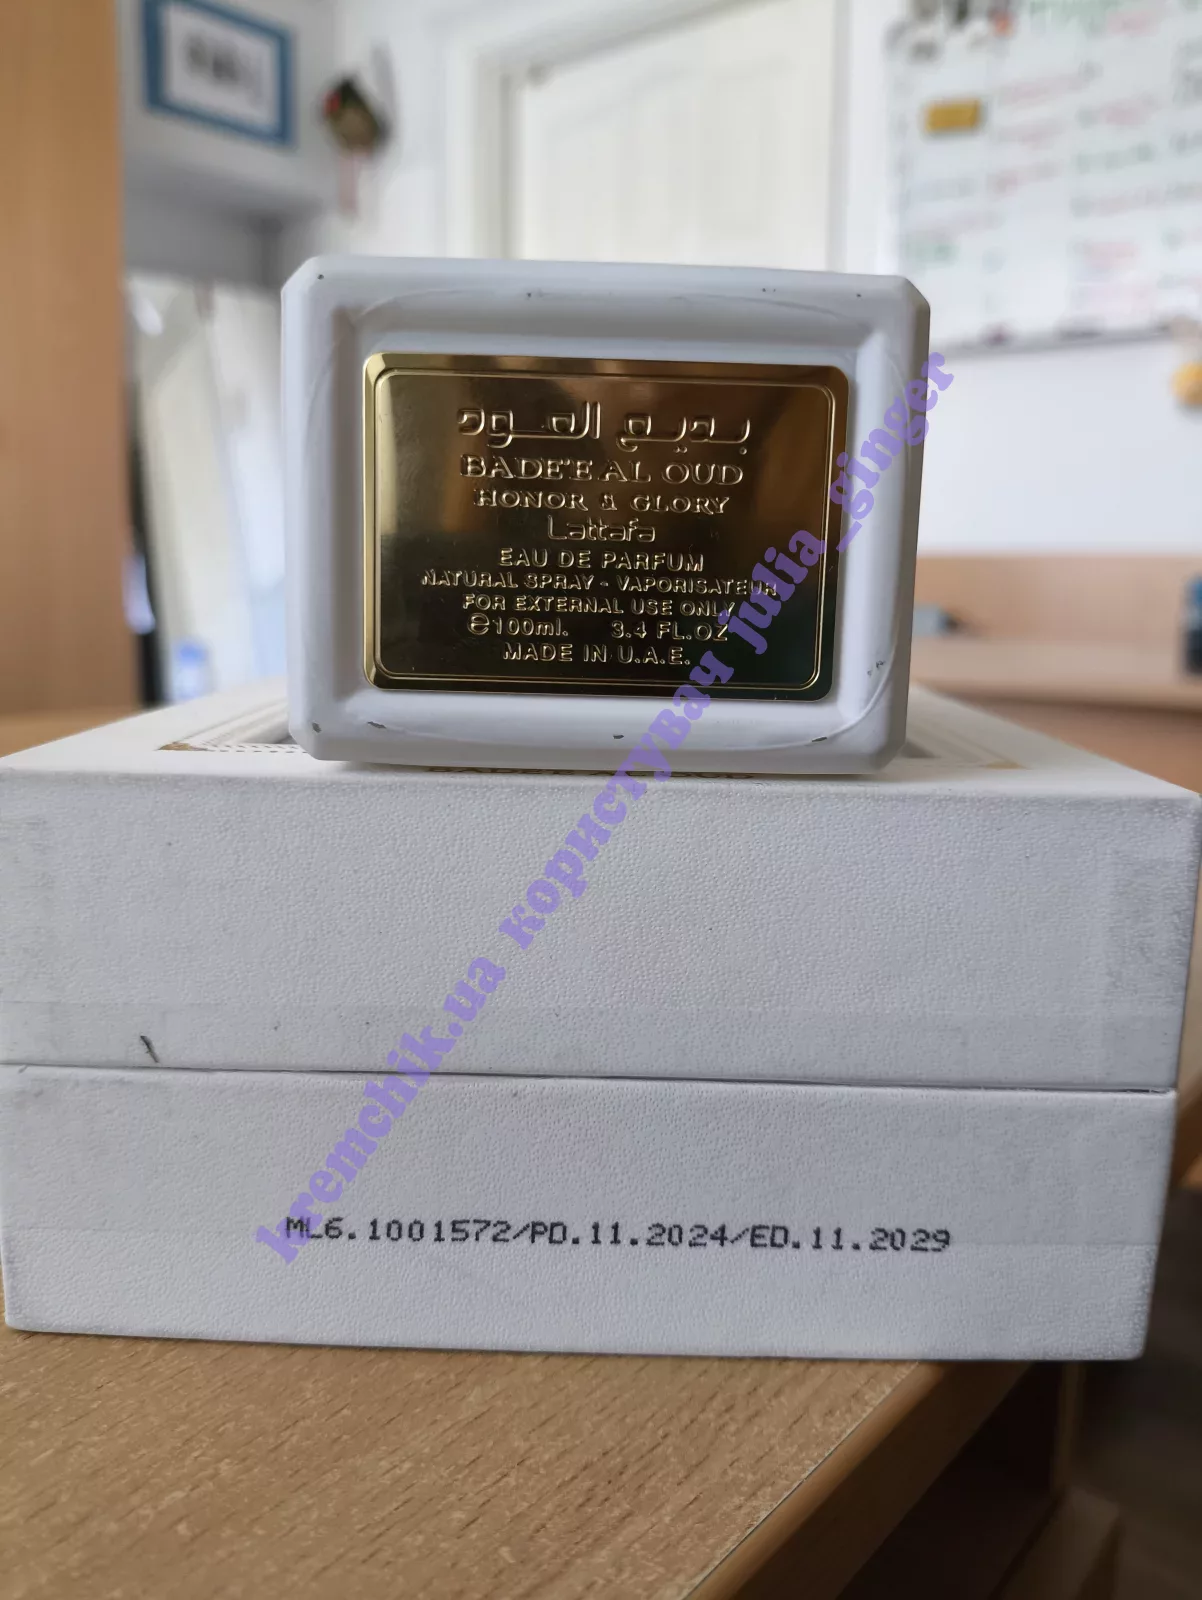 بديع العود
BADE'E AL OUD
HONOR & GLORY
Lattafa
EAU DE PARFUM
NATURAL SPRAY - VAPORISATEUR
FOR EXTERNAL USE ONLY
e100ml. 3.4 FL.OZ
MADE IN U.A.E.
kremchik.ua користувач julia_ginger
ML6.1001572/PD.11.2024/ED.11.2029